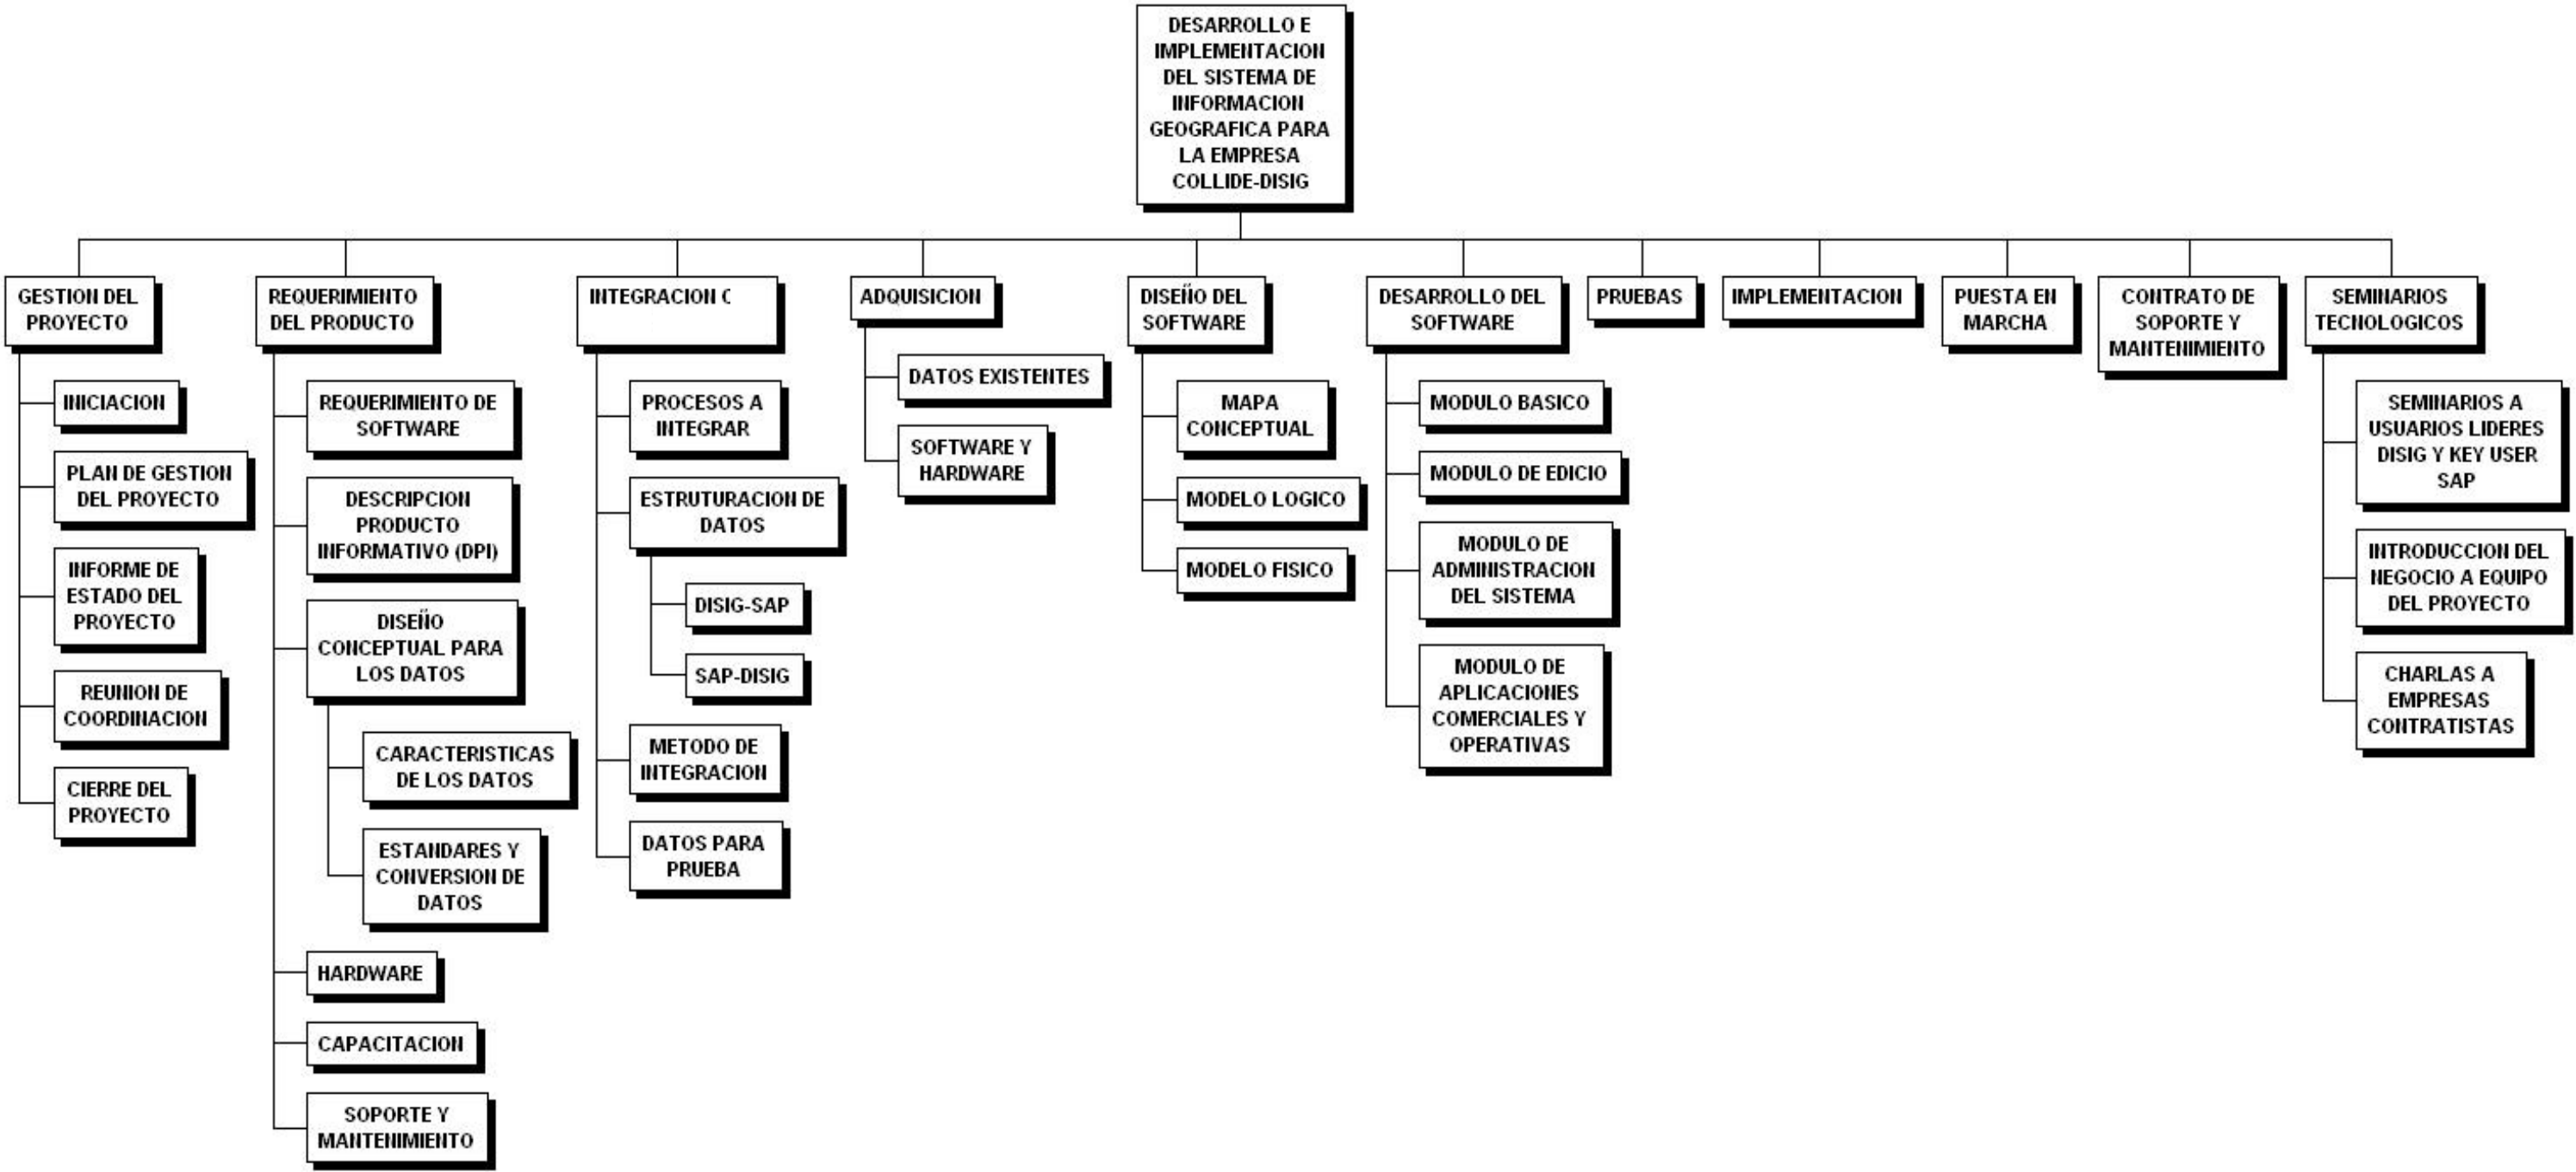 DESARROLLO E
IMPLEMENTACION
DEL SISTEMA DE
INFORMACION
GEOGRAFICA PARA
LA EMPRESA
COLLIDE-DISIG
GESTION DEL
PROYECTO
INICIACION
PLAN DE GESTION
DEL PROYECTO
INFORME DE
ESTADO DEL
PROYECTO
REUNION DE
COORDINACION
CIERRE DEL
PROYECTO
REQUERIMIENTO
DEL PRODUCTO
REQUERIMIENTO DE
SOFTWARE
DESCRIPCION
PRODUCTO
INFORMATIVO (DPI)
DISEÑO
CONCEPTUAL PARA
LOS DATOS
CARACTERISTICAS
DE LOS DATOS
ESTANDARES Y
CONVERSION DE
DATOS
HARDWARE
CAPACITACION
SOPORTE Y
MANTENIMIENTO
INTEGRACION
PROCESOS A
INTEGRAR
ESTRUTURACION DE
DATOS
DISIG-SAP
SAP-DISIG
METODO DE
INTEGRACION
DATOS PARA
PRUEBA
ADQUISICION
DATOS EXISTENTES
SOFTWARE Y
HARDWARE
DISEÑO DEL
SOFTWARE
MAPA
CONCEPTUAL
MODELO LOGICO
MODELO FISICO
DESARROLLO DEL
SOFTWARE
MODULO BASICO
MODULO DE EDICIO
MODULO DE
ADMINISTRACION
DEL SISTEMA
MODULO DE
APLICACIONES
COMERCIALES Y
OPERATIVAS
PRUEBAS
IMPLEMENTACION
PUESTA EN
MARCHA
CONTRATO DE
SOPORTE Y
MANTENIMIENTO
SEMINARIOS
TECNOLOGICOS
SEMINARIOS A
USUARIOS LIDERES
DISIG Y KEY USER
SAP
INTRODUCCION DEL
NEGOCIO A EQUIPO
DEL PROYECTO
CHARLAS A
EMPRESAS
CONTRATISTAS